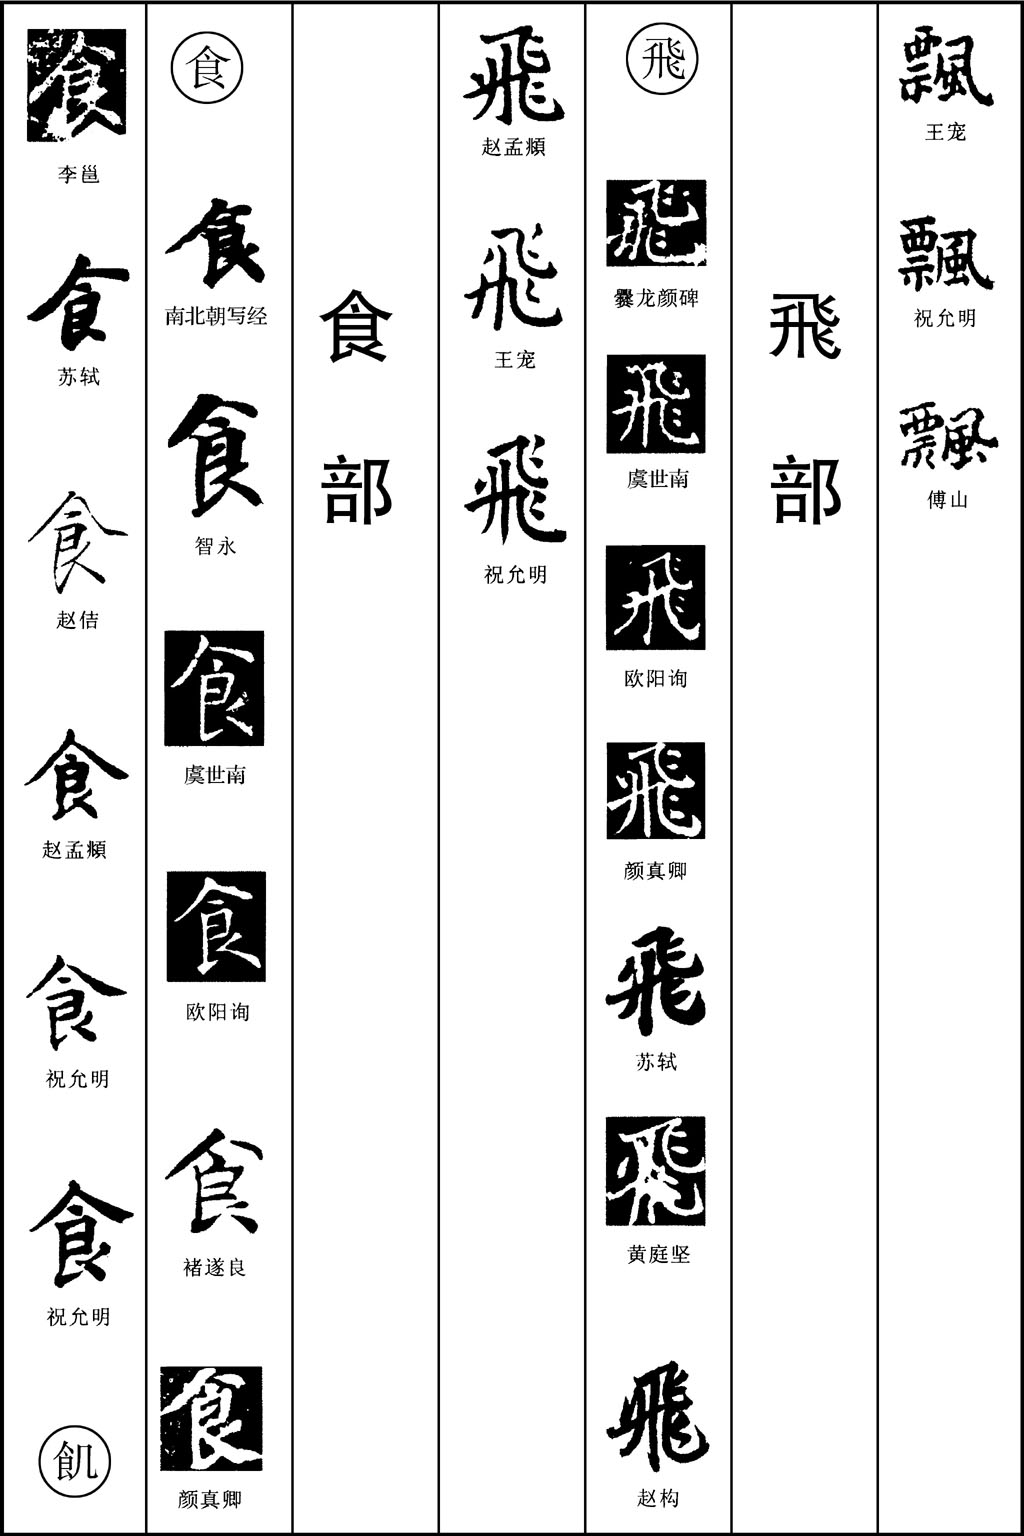 飄
王宠
飄
祝允明
飄
傅山
飛部
飛
飛
爨龙颜碑
飛
虞世南
飛
欧阳询
飛
颜真卿
飛
苏轼
飛
黄庭坚
飛
赵构
飛
赵孟頫
飛
王宠
飛
祝允明
食部
食
食
南北朝写经
食
智永
食
虞世南
食
欧阳询
食
褚遂良
食
颜真卿
食
李邕
食
苏轼
食
赵佶
食
赵孟頫
食
祝允明
食
祝允明
飢